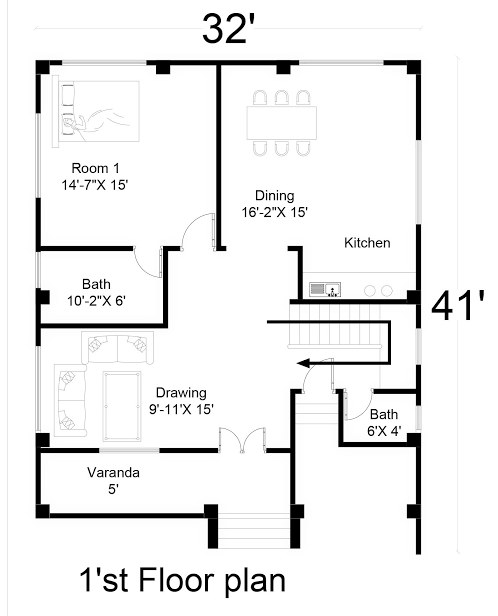 32'
Room 1
14'-7"X 15'
Dining
16'-2"X 15'
Kitchen
Bath
10'-2"X 6'
41'
Drawing
9'-11'X 15'
Bath
6'X 4'
Varanda
5'
1'st Floor plan